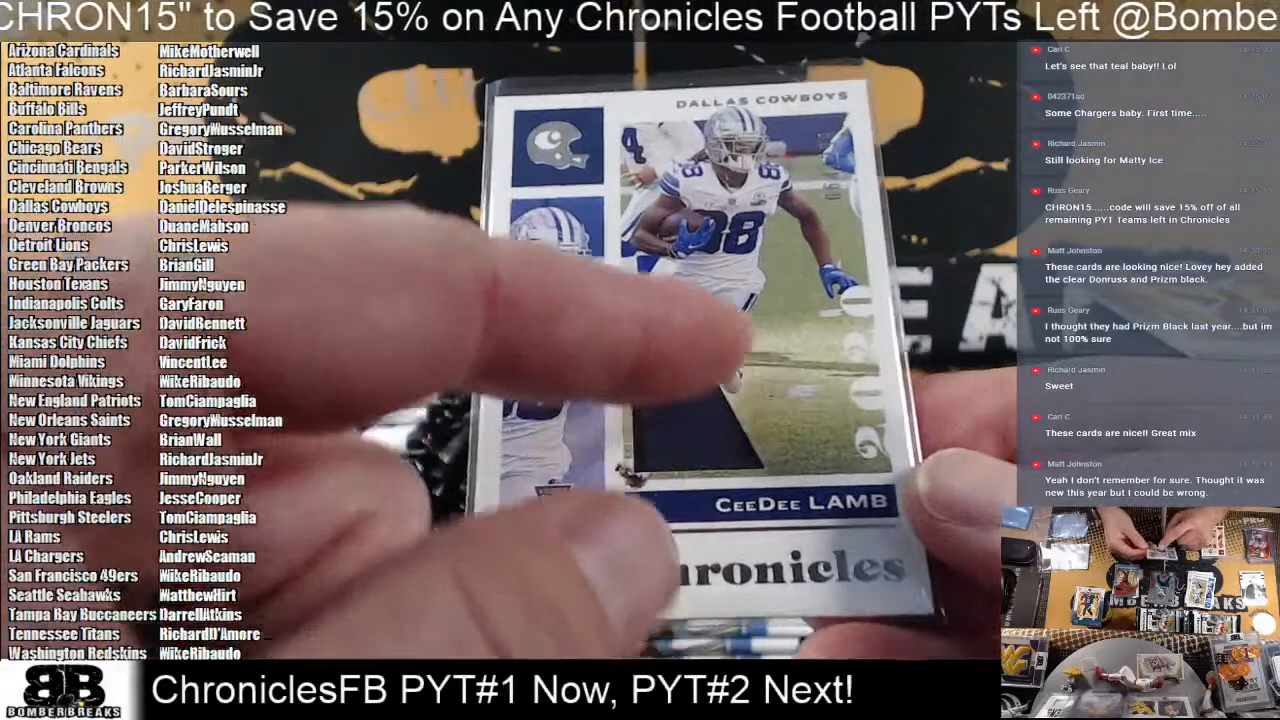 CHRON15" to Save 15% on Any Chronicles Football PYTs Left @Bombe
Arizona Cardinals MikeMotherwell
Atlanta Falcons RichardJasminJr
Baltimore Ravens BarbaraSours
Buffalo Bills JeffreyPundt
Carolina Panthers GregoryMusselman
Chicago Bears DavidStroger
Cincinnati Bengals ParkerWilson
Cleveland Browns JoshuaBerger
Dallas Cowboys DanielDelespinasse
Denver Broncos DuaneMabson
Detroit Lions ChrisLewis
Green Bay Packers BrianGill
Houston Texans JimmyNguyen
Indianapolis Colts GaryFaron
Jacksonville Jaguars DavidBennett
Kansas City Chiefs DavidFrick
Miami Dolphins VincentLee
Minnesota Vikings MikeRibaudo
New England Patriots TomCiampaglia
New Orleans Saints GregoryMusselman
New York Giants BrianWall
New York Jets RichardJasminJr
Oakland Raiders JimmyNguyen
Philadelphia Eagles JesseCooper
Pittsburgh Steelers TomCiampaglia
LA Rams ChrisLewis
LA Chargers AndrewSeaman
San Francisco 49ers MikeRibaudo
Seattle Seahawks MatthewHirt
Tampa Bay Buccaneers DarrellAtkins
Tennessee Titans RichardD'Amore
Washington Redskins MikeRibaudo
DALLAS COWBOYS
88
88
2020
CEEDEE LAMB
hronicles
EA
Carl C
Let's see that teal baby!! Lol
042371ad
Some Chargers baby. First time.....
Richard Jasmin
Still looking for Matty Ice
Russ Geary
CHRON15......code will save 15% off of all
remaining PYT Teams left in Chronicles
Matt Johnston
These cards are looking nice! Lovey hey added
the clear Donruss and Prizm black.
Russ Geary
I thought they had Prizm Black last year....but im
not 100% sure
Richard Jasmin
Sweet
Carl C
These cards are nice!! Great mix
Matt Johnston
Yeah I don't remember for sure. Thought it was
new this year but I could be wrong.
BB
BOMBERBREAKS
ChroniclesFB PYT#1 Now, PYT#2 Next!